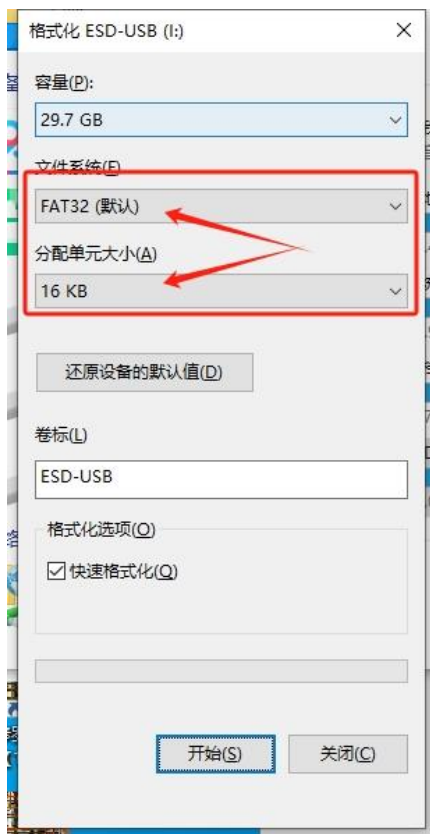 格式化 ESD-USB (I:)
容量(P):
29.7 GB
文件系统(F)
FAT32 (默认)
分配单元大小(A)
16 KB
还原设备的默认值(D)
卷标(L)
ESD-USB
格式化选项(O)
快速格式化(Q)
开始(S)
关闭(C)